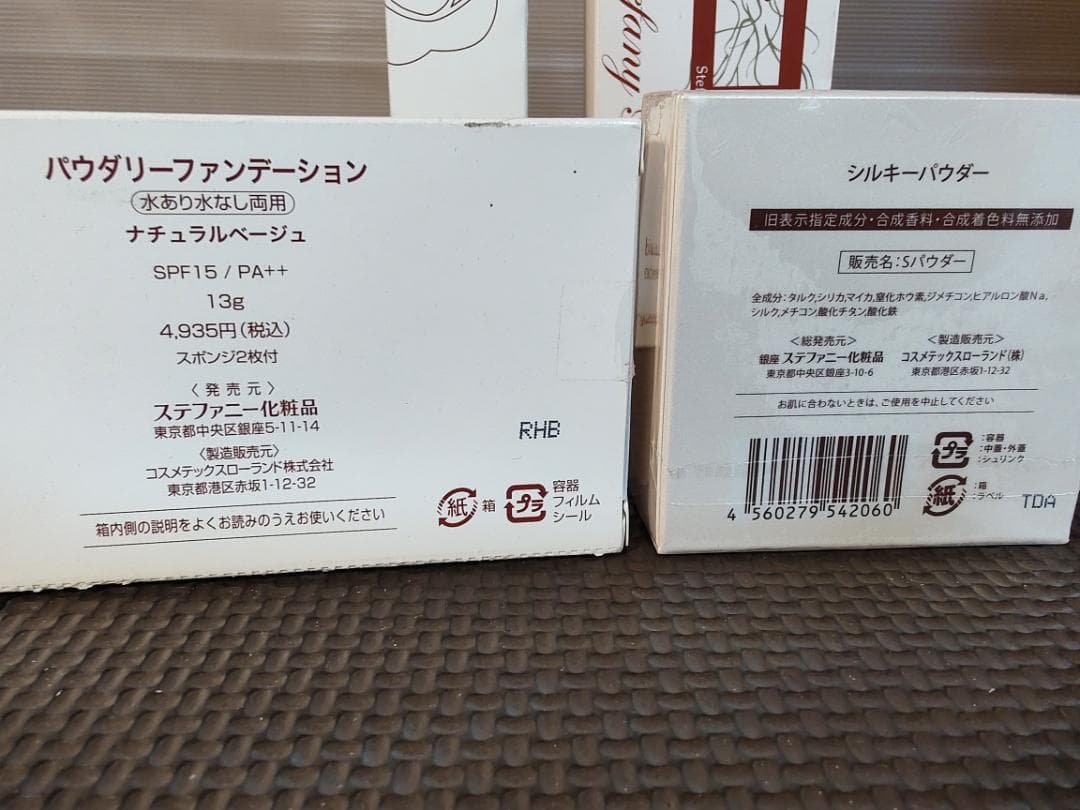 パウダリーファンデーション
水あり水なし両用
ナチュラルベージュ
SPF15 / PA++
13g
4,935円(税込)
スポンジ2枚付
〈発売元〉
ステファニー化粧品
東京都中央区銀座5-11-14
〈製造販売元〉
コスメテックスローランド株式会社
東京都港区赤坂1-12-32
箱内側の説明をよくお読みのうえお使いください
RHB
紙 箱
プラ 容器
フィルム
シール
シルキーパウダー
旧表示指定成分・合成香料・合成着色料無添加
販売名:Sパウダー
全成分:タルク,シリカ,マイカ,窒化ホウ素,ジメチコン,ヒアルロン酸Na,
シルク,メチコン,酸化チタン,酸化鉄
<総発売元>
銀座 ステファニー化粧品
東京都中央区銀座3-10-6
<製造販売元>
コスメテックスローランド(株)
東京都港区赤坂1-12-32
お肌に合わないときは、ご使用を中止してください
4 560279 542060
プラ :容器
:中蓋・外蓋
:シュリンク
紙 :箱
:ラベル
TDA